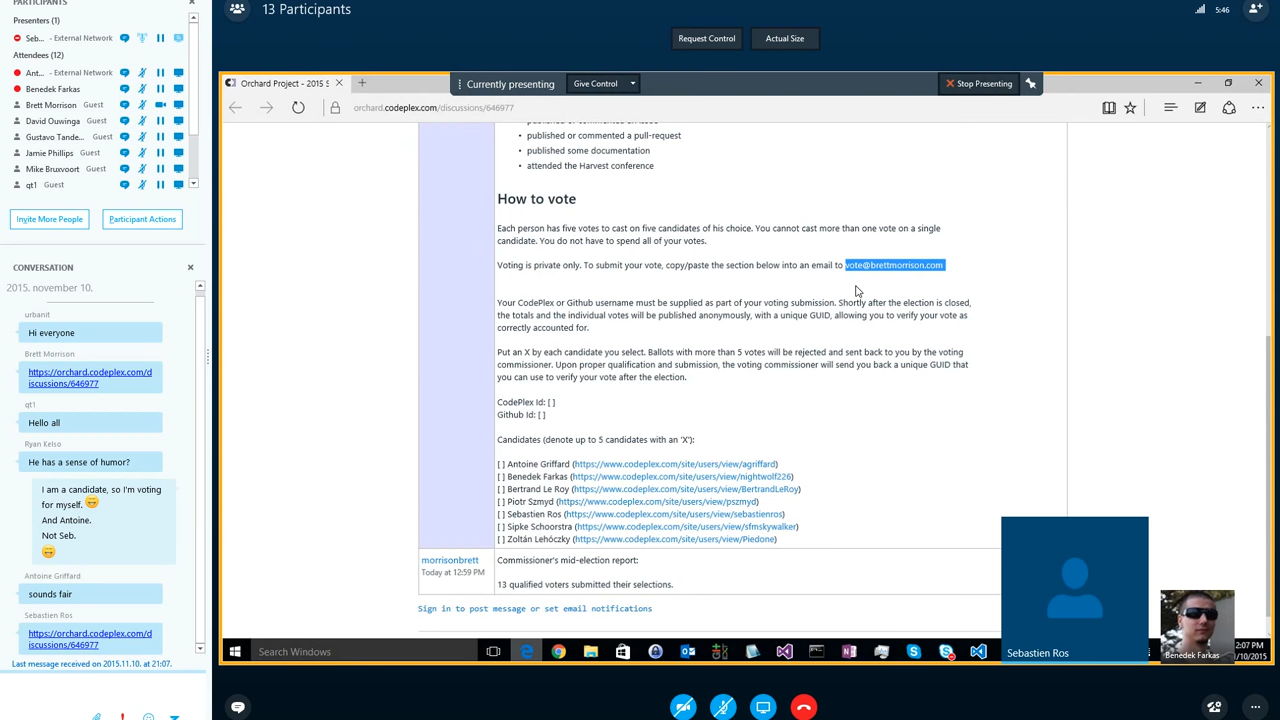 PARTICIPANTS
Presenters (1)
Seb... - External Network
Attendees (12)
Ant... - External Network
Benedek Farkas
Brett Morrison Guest
David Ouwinga Guest
Gustavo Tande... Guest
Jamie Phillips Guest
Mike Bruxvoort Guest
qt1 Guest
Invite More People
Participant Actions
CONVERSATION
2015. november 10.
urbanit
Hi everyone
Brett Morrison
https://orchard.codeplex.com/d
iscussions/646977
qt1
Hello all
Ryan Kelso
He has a sense of humor?
I am a candidate, so I'm voting
for myself.
And Antoine.
Not Seb.
Antoine Griffard
sounds fair
Sebastien Ros
https://orchard.codeplex.com/d
iscussions/646977
Last message received on 2015.11.10. at 21:07.
13 Participants
5:46
Request Control
Actual Size
Orchard Project - 2015 S
Currently presenting
Give Control
Stop Presenting
orchard.codeplex.com/discussions/646977
• published or commented a pull-request
• published some documentation
• attended the Harvest conference
How to vote
Each person has five votes to cast on five candidates of his choice. You cannot cast more than one vote on a single
candidate. You do not have to spend all of your votes.
Voting is private only. To submit your vote, copy/paste the section below into an email to vote@brettmorrison.com
Your CodePlex or Github username must be supplied as part of your voting submission. Shortly after the election is closed,
the totals and the individual votes will be published anonymously, with a unique GUID, allowing you to verify your vote as
correctly accounted for.
Put an X by each candidate you select. Ballots with more than 5 votes will be rejected and sent back to you by the voting
commissioner. Upon proper qualification and submission, the voting commissioner will send you back a unique GUID that
you can use to verify your vote after the election.
CodePlex Id: [ ]
Github Id: [ ]
Candidates (denote up to 5 candidates with an 'X'):
[ ] Antoine Griffard (https://www.codeplex.com/site/users/view/agriffard)
[ ] Benedek Farkas (https://www.codeplex.com/site/users/view/nightwolf226)
[ ] Bertrand Le Roy (https://www.codeplex.com/site/users/view/BertrandLeRoy)
[ ] Piotr Szmyd (https://www.codeplex.com/site/users/view/pszmyd)
[ ] Sebastien Ros (https://www.codeplex.com/site/users/view/sebastienros)
[ ] Sipke Schoorstra (https://www.codeplex.com/site/users/view/sfmskywalker)
[ ] Zoltán Lehóczky (https://www.codeplex.com/site/users/view/Piedone)
morrisonbrett
Today at 12:59 PM
Commissioner's mid-election report:
13 qualified voters submitted their selections.
Sign in to post message or set email notifications
Search Windows
Sebastien Ros
Benedek Farkas
2:07 PM
/10/2015